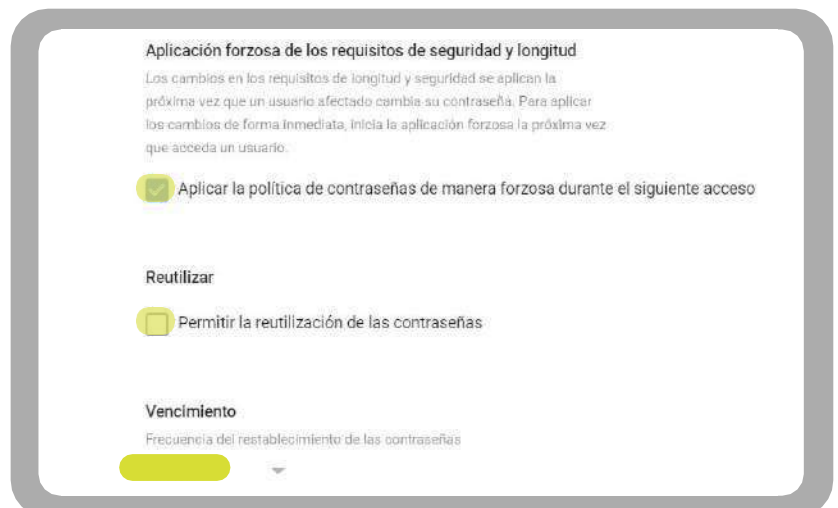 Aplicación forzosa de los requisitos de seguridad y longitud
Los cambios en los requisitos de longitud y seguridad se aplican la
próxima vez que un usuario afectado cambia su contraseña. Para aplicar
los cambios de forma inmediata, inicia la aplicación forzosa la próxima vez
que acceda un usuario.
Aplicar la política de contraseñas de manera forzosa durante el siguiente acceso
Reutilizar
Permitir la reutilización de las contraseñas
Vencimiento
Frecuencia del restablecimiento de las contraseñas